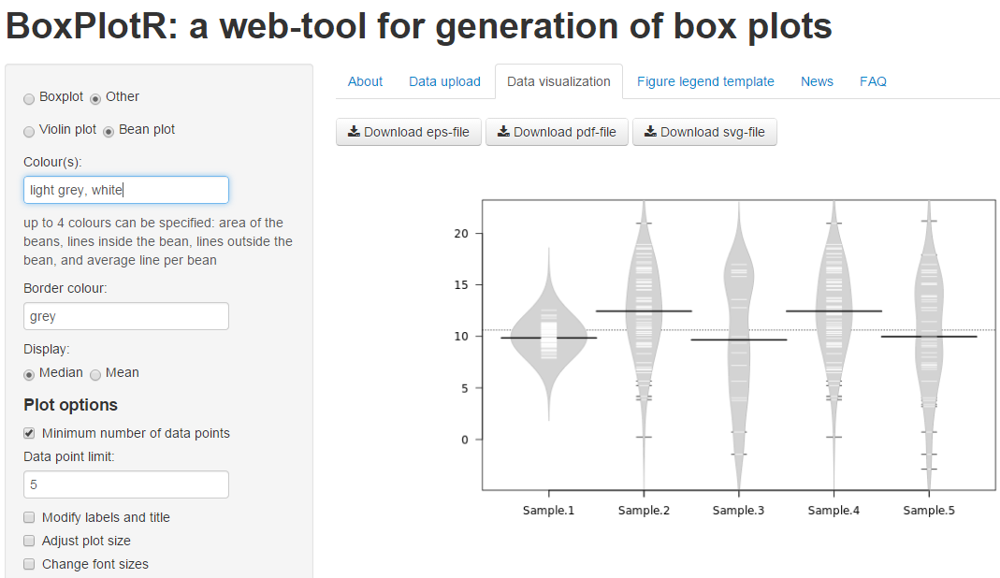 BoxPlotR: a web-tool for generation of box plots
Boxplot Other
Violin plot Bean plot
Colour(s):
light grey, white
up to 4 colours can be specified: area of the
beans, lines inside the bean, lines outside the
bean, and average line per bean
Border colour:
grey
Display:
Median Mean
Plot options
Minimum number of data points
Data point limit:
5
Modify labels and title
Adjust plot size
Change font sizes
About Data upload Data visualization Figure legend template News FAQ
Download eps-file Download pdf-file Download svg-file
20
15
10
5
0
Sample.1 Sample.2 Sample.3 Sample.4 Sample.5